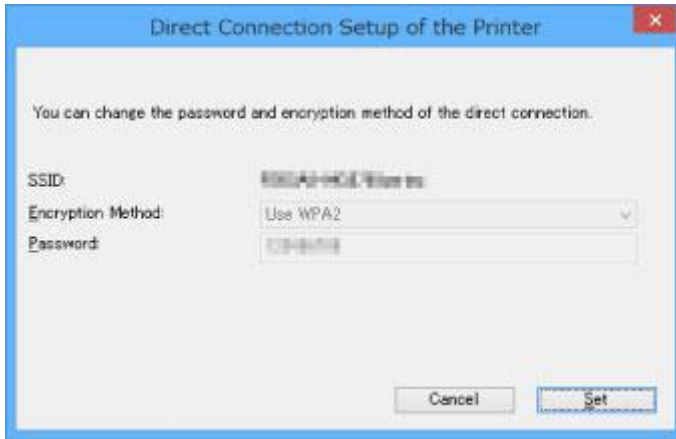 Direct Connection Setup of the Printer
You can change the password and encryption method of the direct connection.
SSID:
Encryption Method: Use WPA2
Password:
Cancel Set